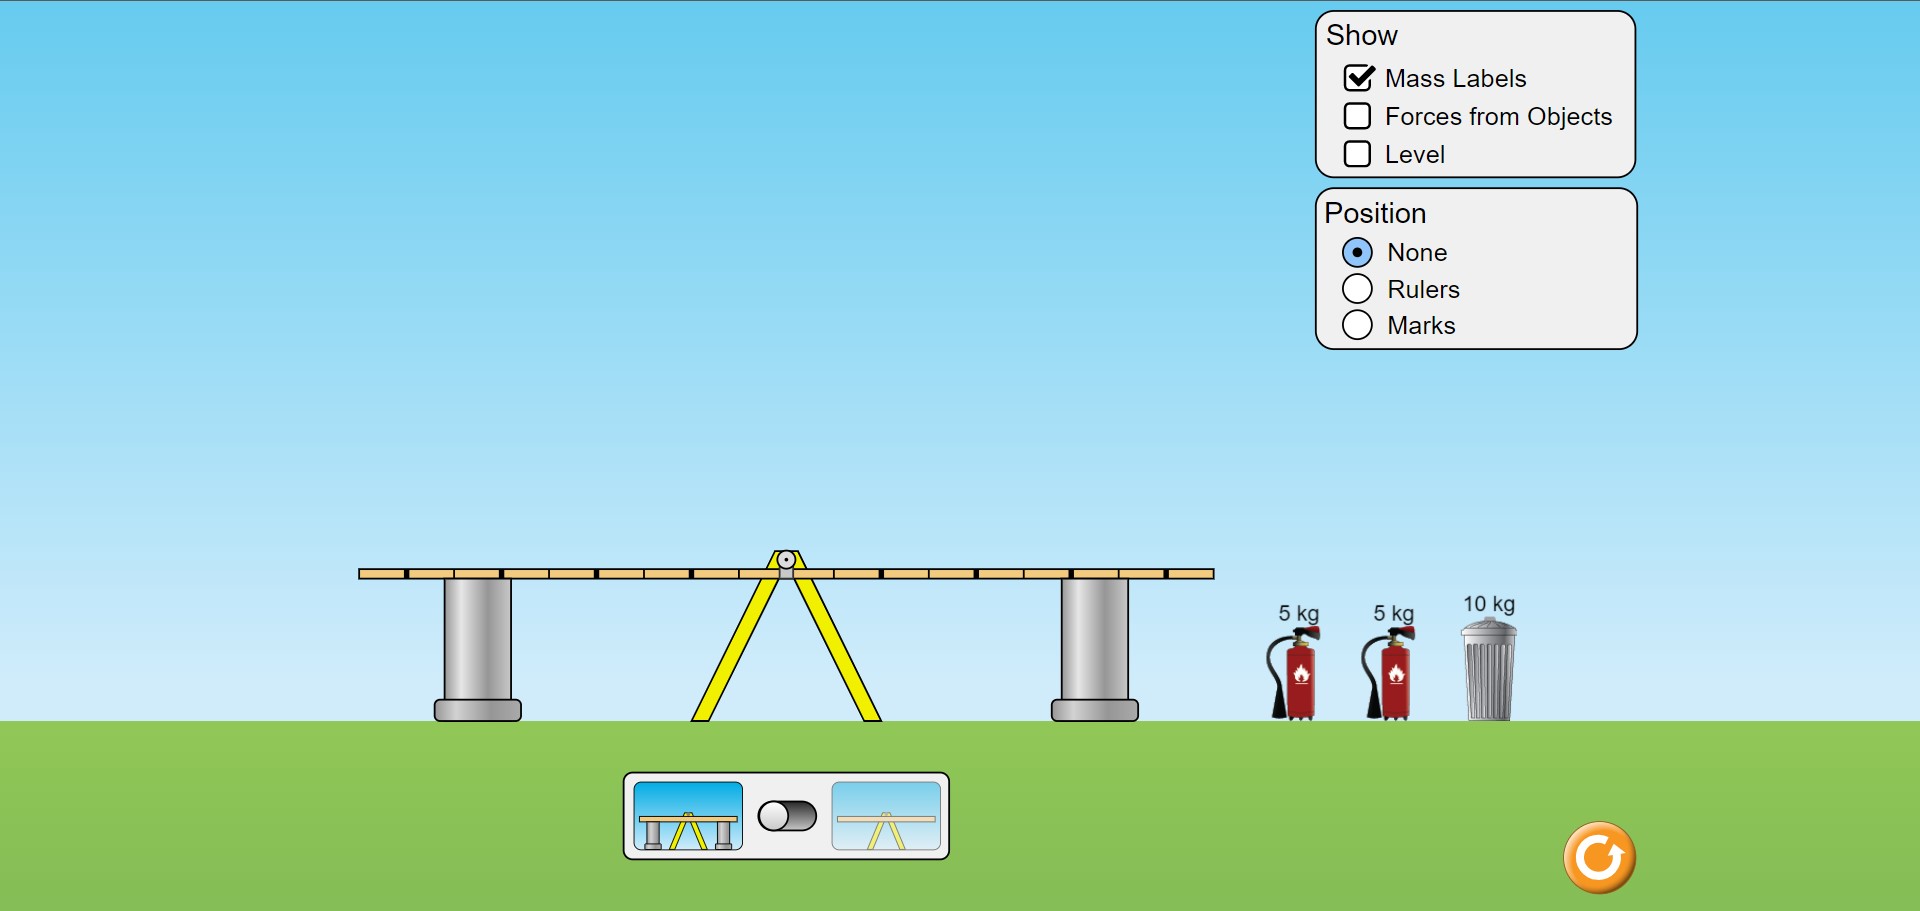 Show
Mass Labels
Forces from Objects
Level
Position
None
Rulers
Marks
5 kg
5 kg
10 kg